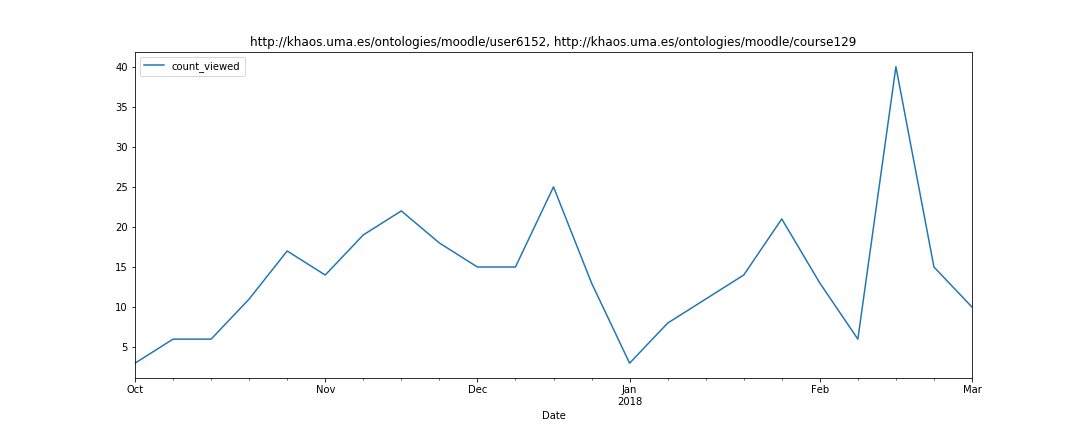 http://khaos.uma.es/ontologies/moodle/user6152, http://khaos.uma.es/ontologies/moodle/course129
count_viewed
40
35
30
25
20
15
10
5
Oct Nov Dec Jan Feb Mar
2018
Date